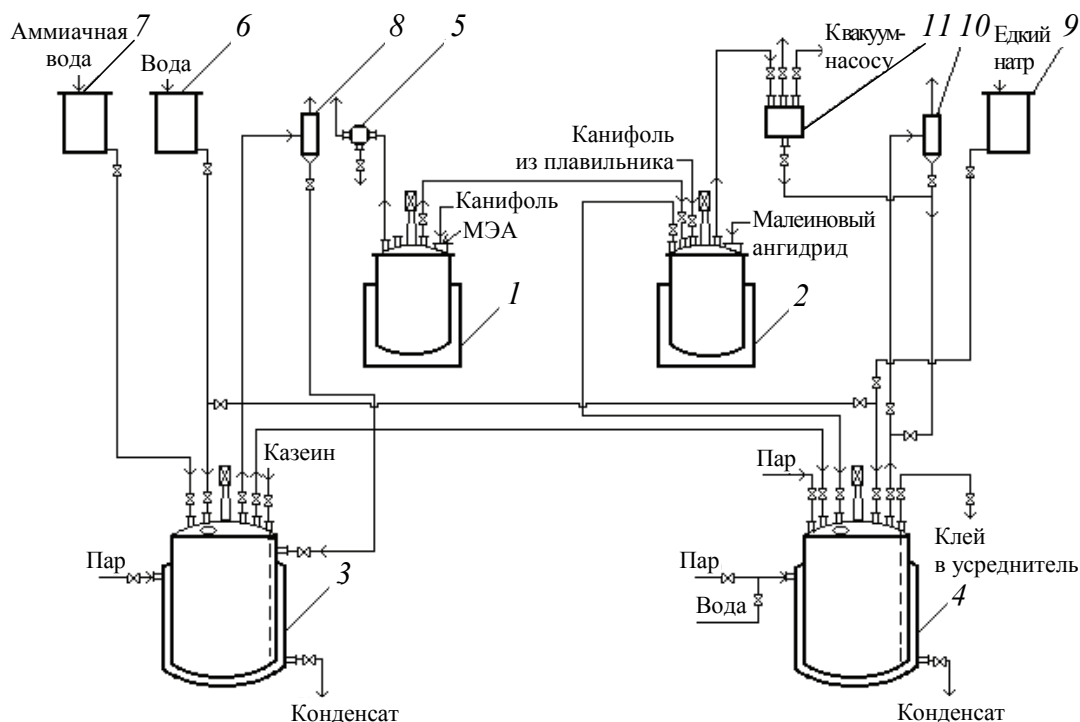 Аммиачная
вода
7
Вода
6
8
5
К вакуум-
насосу
11
10
Едкий
натр
9
Канифоль
из плавильника
Канифоль
МЭА
Малеиновый
ангидрид
1
2
Казеин
Пар
Пар
3
Пар
Вода
Клей
в усреднитель
4
Конденсат
Конденсат